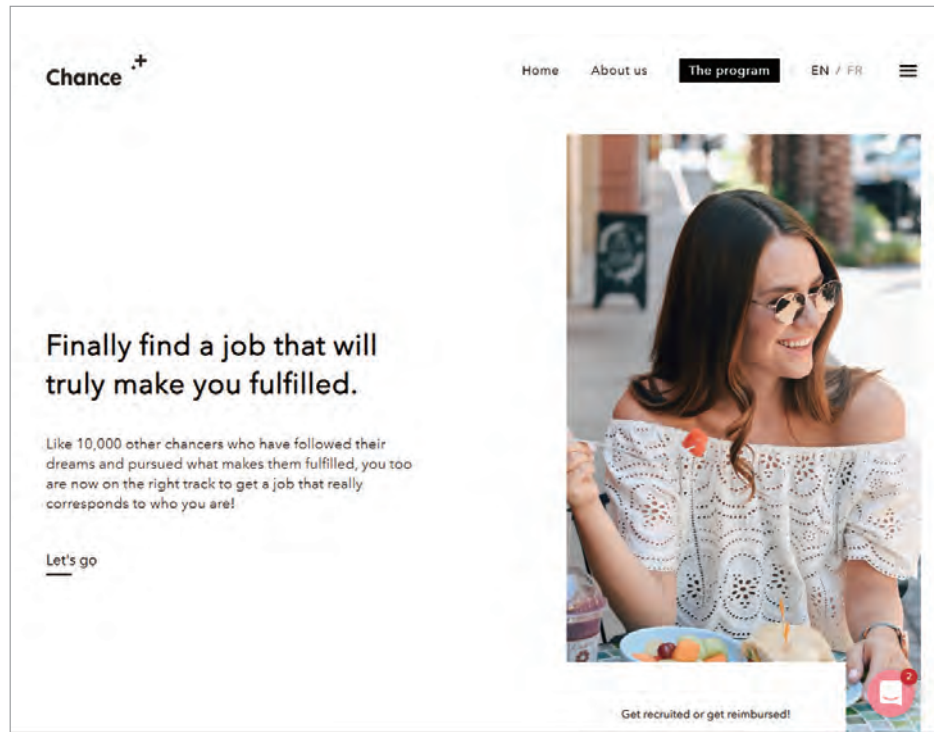 Chance
Home About us The program EN / FR
Finally find a job that will
truly make you fulfilled.
Like 10,000 other chancers who have followed their
dreams and pursued what makes them fulfilled, you too
are now on the right track to get a job that really
corresponds to who you are!
Let's go
2
Get recruited or get reimbursed!